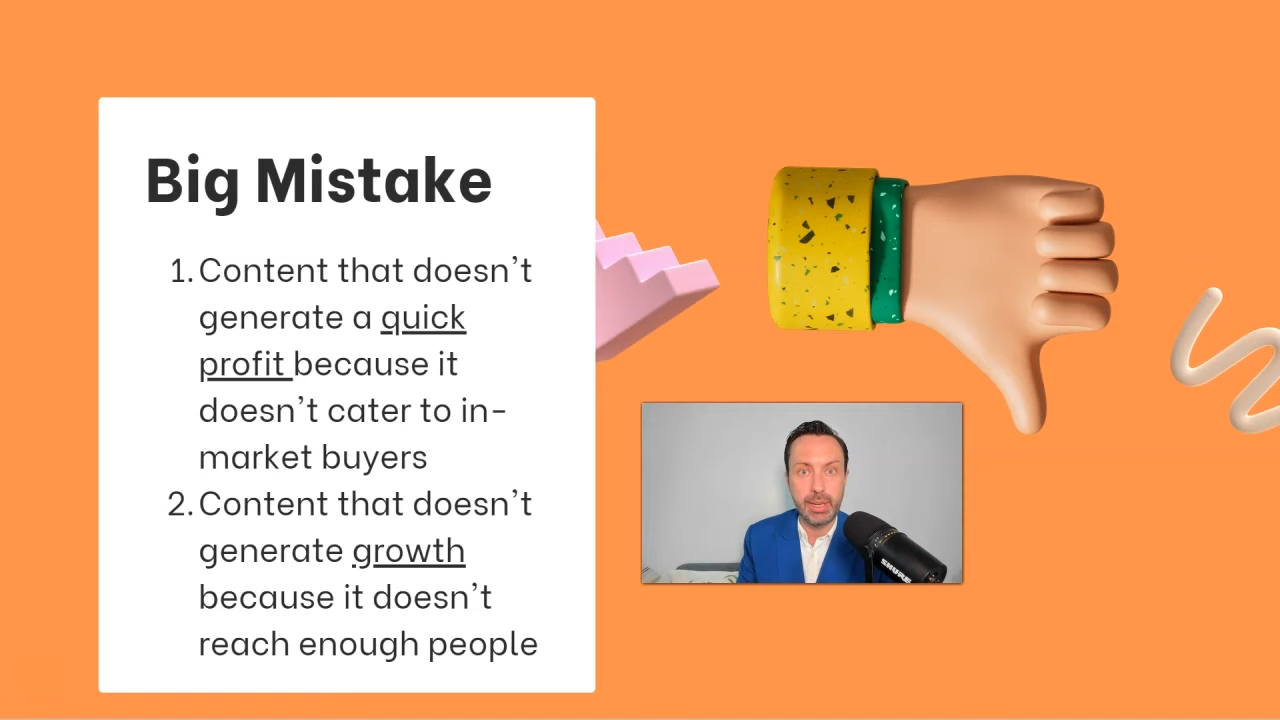 Big Mistake
1. Content that doesn't
generate a quick
profit because it
doesn't cater to in-
market buyers
2. Content that doesn't
generate growth
because it doesn't
reach enough people
SHURE